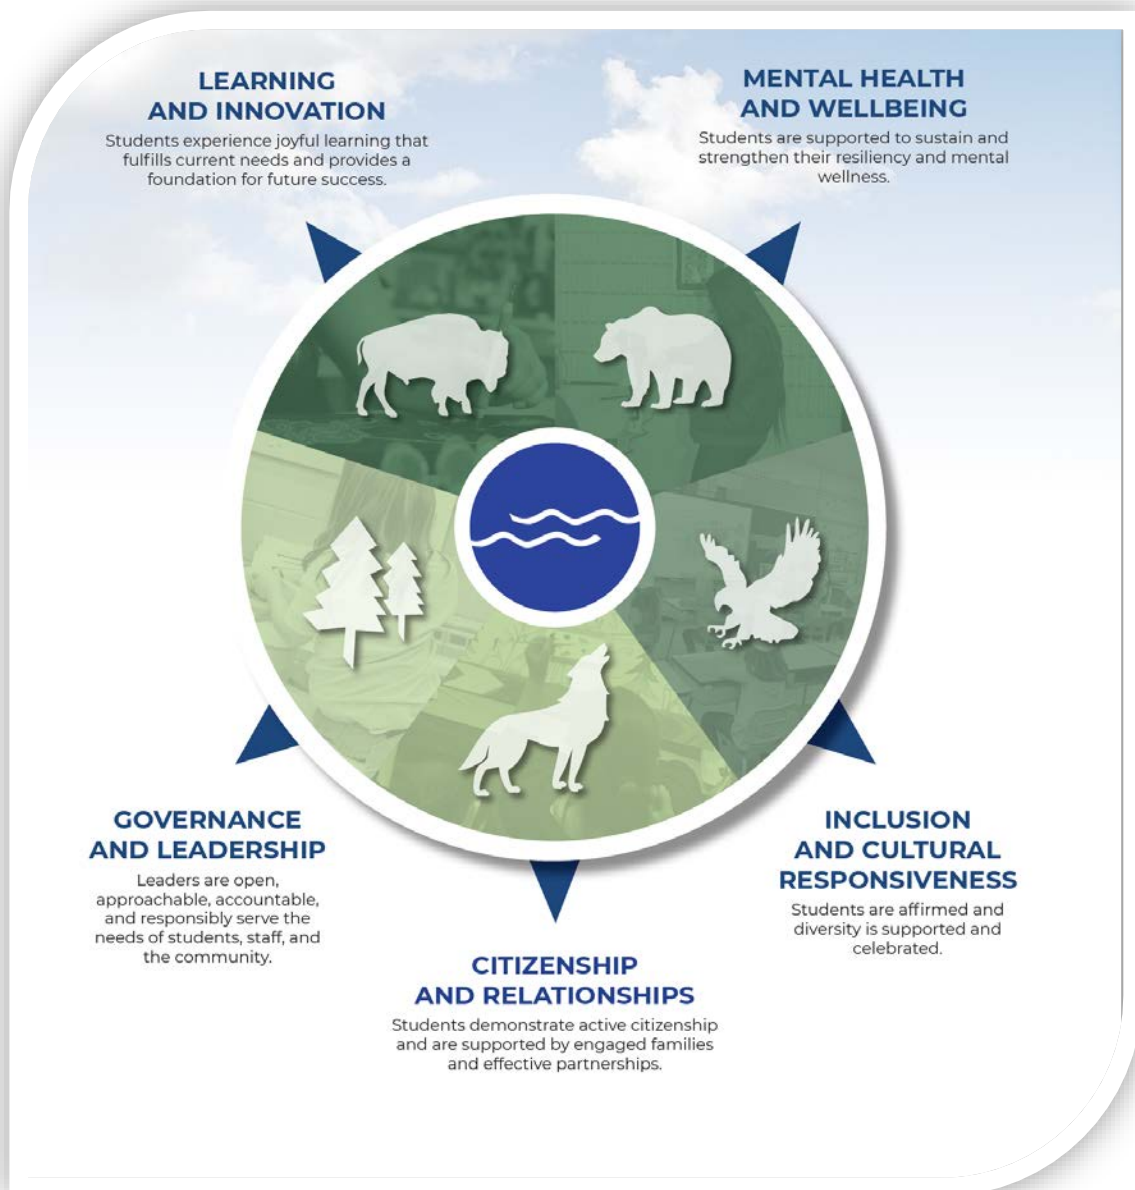 LEARNING
AND INNOVATION
Students experience joyful learning that
fulfills current needs and provides a
foundation for future success.
MENTAL HEALTH
AND WELLBEING
Students are supported to sustain and
strengthen their resiliency and mental
wellness.
GOVERNANCE
AND LEADERSHIP
Leaders are open,
approachable, accountable,
and responsibly serve the
needs of students, staff, and
the community.
INCLUSION
AND CULTURAL
RESPONSIVENESS
Students are affirmed and
diversity is supported and
celebrated.
CITIZENSHIP
AND RELATIONSHIPS
Students demonstrate active citizenship
and are supported by engaged families
and effective partnerships.